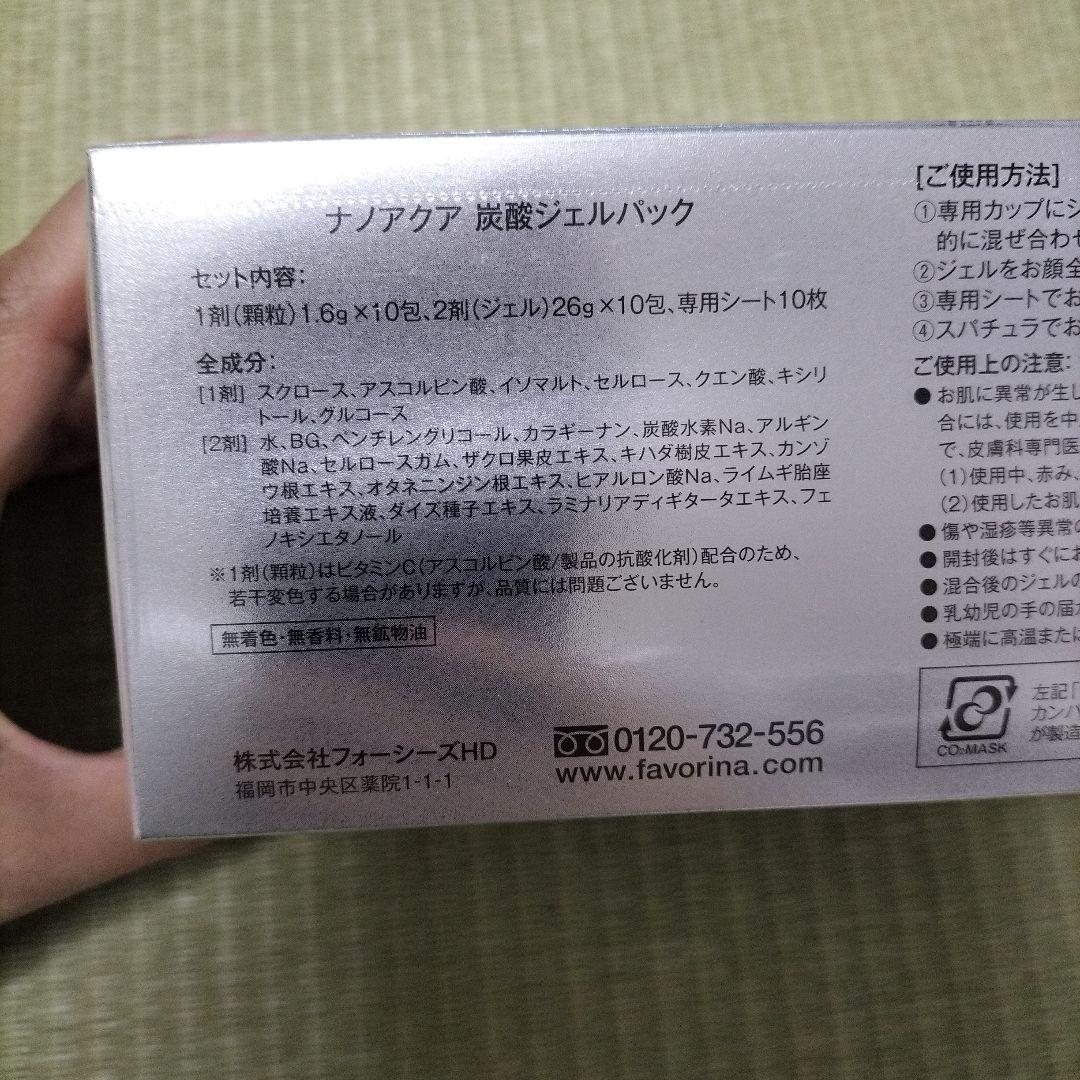 ナノアクア 炭酸ジェルパック
セット内容：
1剤（顆粒）1.6g×10包、2剤（ジェル）26g×10包、専用シート10枚
全成分：
[1剤] スクロース、アスコルビン酸、イソマルト、セルロース、クエン酸、キシリ
トール、グルコース
[2剤] 水、BG、ペンチレングリコール、カラギーナン、炭酸水素Na、アルギン
酸Na、セルロースガム、ザクロ果皮エキス、キハダ樹皮エキス、カンゾ
ウ根エキス、オタネニンジン根エキス、ヒアルロン酸Na、ライムギ胎座
培養エキス液、ダイズ種子エキス、ラミナリアディギタータエキス、フェ
ノキシエタノール
※1剤（顆粒）はビタミンC（アスコルビン酸/製品の抗酸化剤）配合のため、
若干変色する場合がありますが、品質には問題ございません。
無着色・無香料・無鉱物油
株式会社フォーシーズHD
福岡市中央区薬院1-1-1
0120-732-556
www.favorina.com
[ご使用方法]
①専用カップにジ
的に混ぜ合わせ
②ジェルをお顔全
③専用シートでお
④スパチュラでお
ご使用上の注意：
●お肌に異常が生じ
合には、使用を中
で、皮膚科専門医
（1）使用中、赤み、
（2）使用したお肌
●傷や湿疹等異常の
●開封後はすぐにお
●混合後のジェルの
●乳幼児の手の届か
●極端に高温または
CO₂MASK
左記「
カンパ
が製造